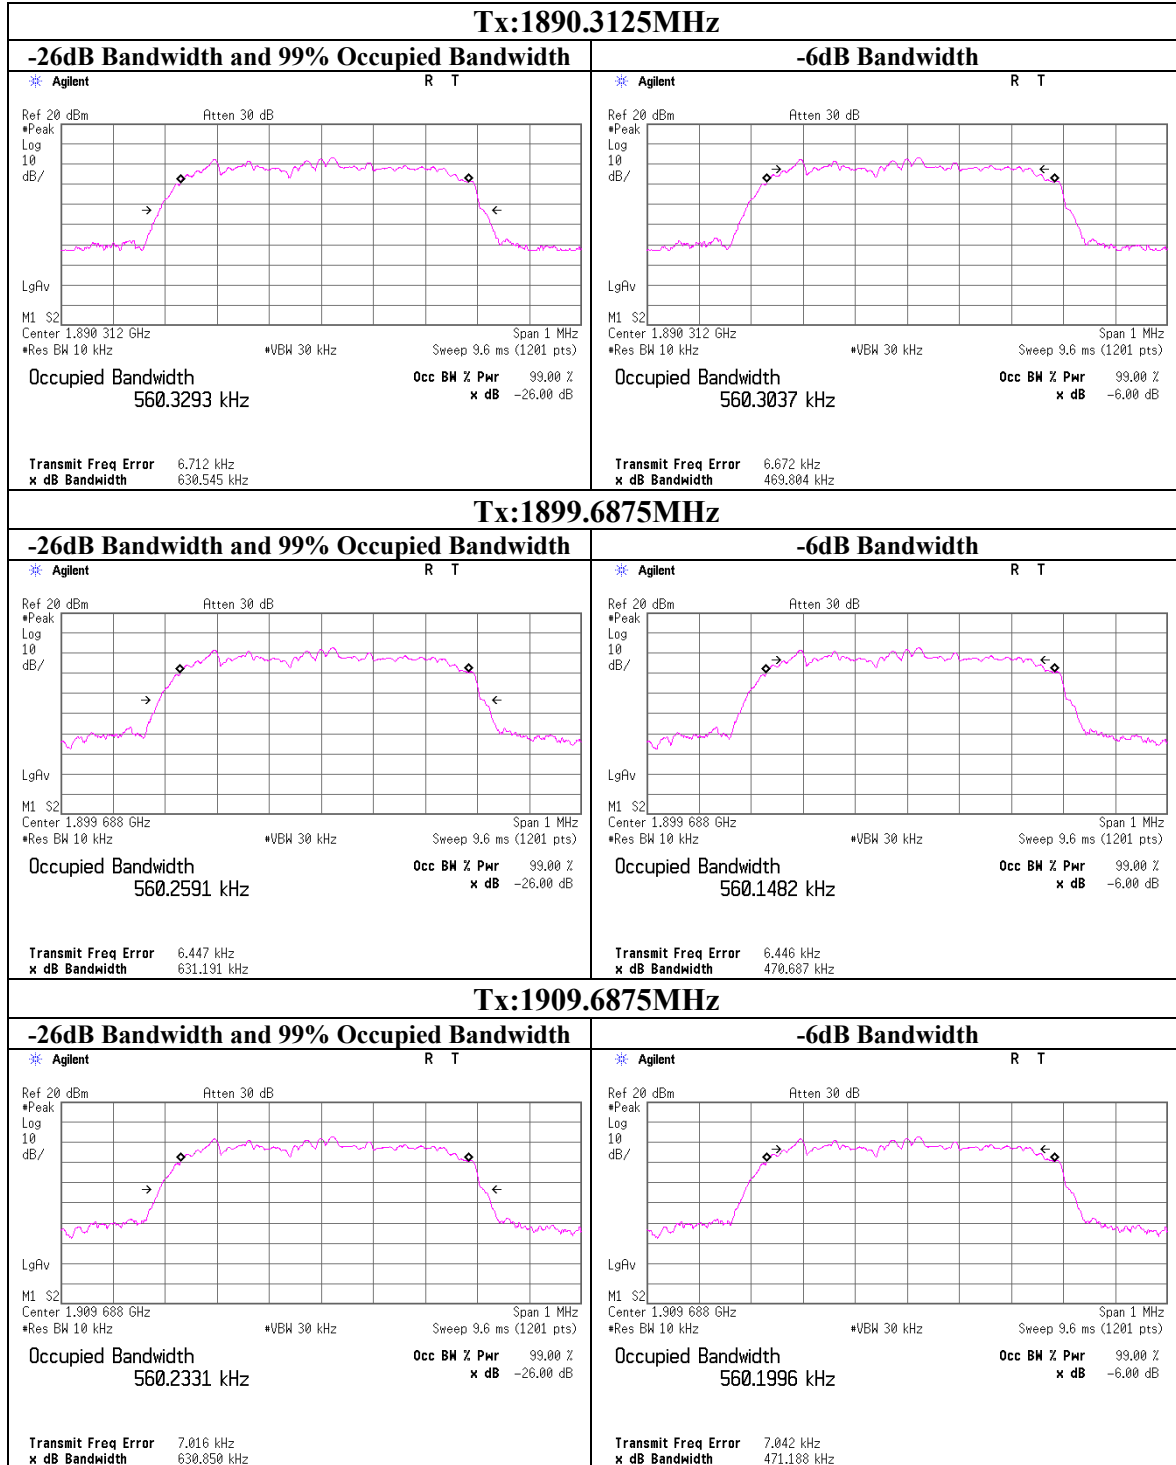 Tx:1890.3125MHz
-26dB Bandwidth and 99% Occupied Bandwidth
-6dB Bandwidth
Agilent R T
Ref 20 dBm Atten 30 dB
#Peak
Log
10
dB/
LgAv
M1 S2
Center 1.890 312 GHz Span 1 MHz
#Res BW 10 kHz #VBW 30 kHz Sweep 9.6 ms (1201 pts)
Occupied Bandwidth Occ BW % Pwr 99.00 %
560.3293 kHz x dB -26.00 dB
Transmit Freq Error 6.712 kHz
x dB Bandwidth 630.545 kHz
Agilent R T
Ref 20 dBm Atten 30 dB
#Peak
Log
10
dB/
LgAv
M1 S2
Center 1.890 312 GHz Span 1 MHz
#Res BW 10 kHz #VBW 30 kHz Sweep 9.6 ms (1201 pts)
Occupied Bandwidth Occ BW % Pwr 99.00 %
560.3037 kHz x dB -6.00 dB
Transmit Freq Error 6.672 kHz
x dB Bandwidth 469.804 kHz
Tx:1899.6875MHz
-26dB Bandwidth and 99% Occupied Bandwidth
-6dB Bandwidth
Agilent R T
Ref 20 dBm Atten 30 dB
#Peak
Log
10
dB/
LgAv
M1 S2
Center 1.899 688 GHz Span 1 MHz
#Res BW 10 kHz #VBW 30 kHz Sweep 9.6 ms (1201 pts)
Occupied Bandwidth Occ BW % Pwr 99.00 %
560.2591 kHz x dB -26.00 dB
Transmit Freq Error 6.447 kHz
x dB Bandwidth 631.191 kHz
Agilent R T
Ref 20 dBm Atten 30 dB
#Peak
Log
10
dB/
LgAv
M1 S2
Center 1.899 688 GHz Span 1 MHz
#Res BW 10 kHz #VBW 30 kHz Sweep 9.6 ms (1201 pts)
Occupied Bandwidth Occ BW % Pwr 99.00 %
560.1482 kHz x dB -6.00 dB
Transmit Freq Error 6.446 kHz
x dB Bandwidth 470.687 kHz
Tx:1909.6875MHz
-26dB Bandwidth and 99% Occupied Bandwidth
-6dB Bandwidth
Agilent R T
Ref 20 dBm Atten 30 dB
#Peak
Log
10
dB/
LgAv
M1 S2
Center 1.909 688 GHz Span 1 MHz
#Res BW 10 kHz #VBW 30 kHz Sweep 9.6 ms (1201 pts)
Occupied Bandwidth Occ BW % Pwr 99.00 %
560.2331 kHz x dB -26.00 dB
Transmit Freq Error 7.016 kHz
x dB Bandwidth 630.850 kHz
Agilent R T
Ref 20 dBm Atten 30 dB
#Peak
Log
10
dB/
LgAv
M1 S2
Center 1.909 688 GHz Span 1 MHz
#Res BW 10 kHz #VBW 30 kHz Sweep 9.6 ms (1201 pts)
Occupied Bandwidth Occ BW % Pwr 99.00 %
560.1996 kHz x dB -6.00 dB
Transmit Freq Error 7.042 kHz
x dB Bandwidth 471.188 kHz